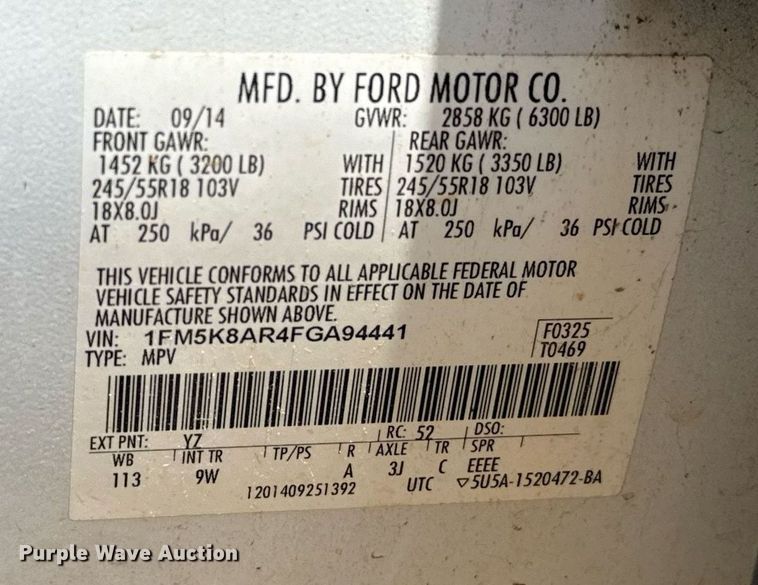 MFD. BY FORD MOTOR CO.
DATE: 09/14 GVWR: 2858 KG ( 6300 LB)
FRONT GAWR: REAR GAWR:
1452 KG ( 3200 LB) WITH 1520 KG ( 3350 LB) WITH
245/55R18 103V TIRES 245/55R18 103V TIRES
18X8.0J RIMS 18X8.0J RIMS
AT 250 kPa/ 36 PSI COLD AT 250 kPa/ 36 PSI COLD
THIS VEHICLE CONFORMS TO ALL APPLICABLE FEDERAL MOTOR
VEHICLE SAFETY STANDARDS IN EFFECT ON THE DATE OF
MANUFACTURE SHOWN ABOVE.
VIN: 1FM5K8AR4FGA94441 F0325
TYPE: MPV T0469
EXT PNT: YZ RC: 52 DSO:
WB INT TR TP/PS R AXLE TR SPR
113 9W A 3J C EEEE
1201409251392 UTC ▽5U5A-1520472-BA
Purple Wave Auction